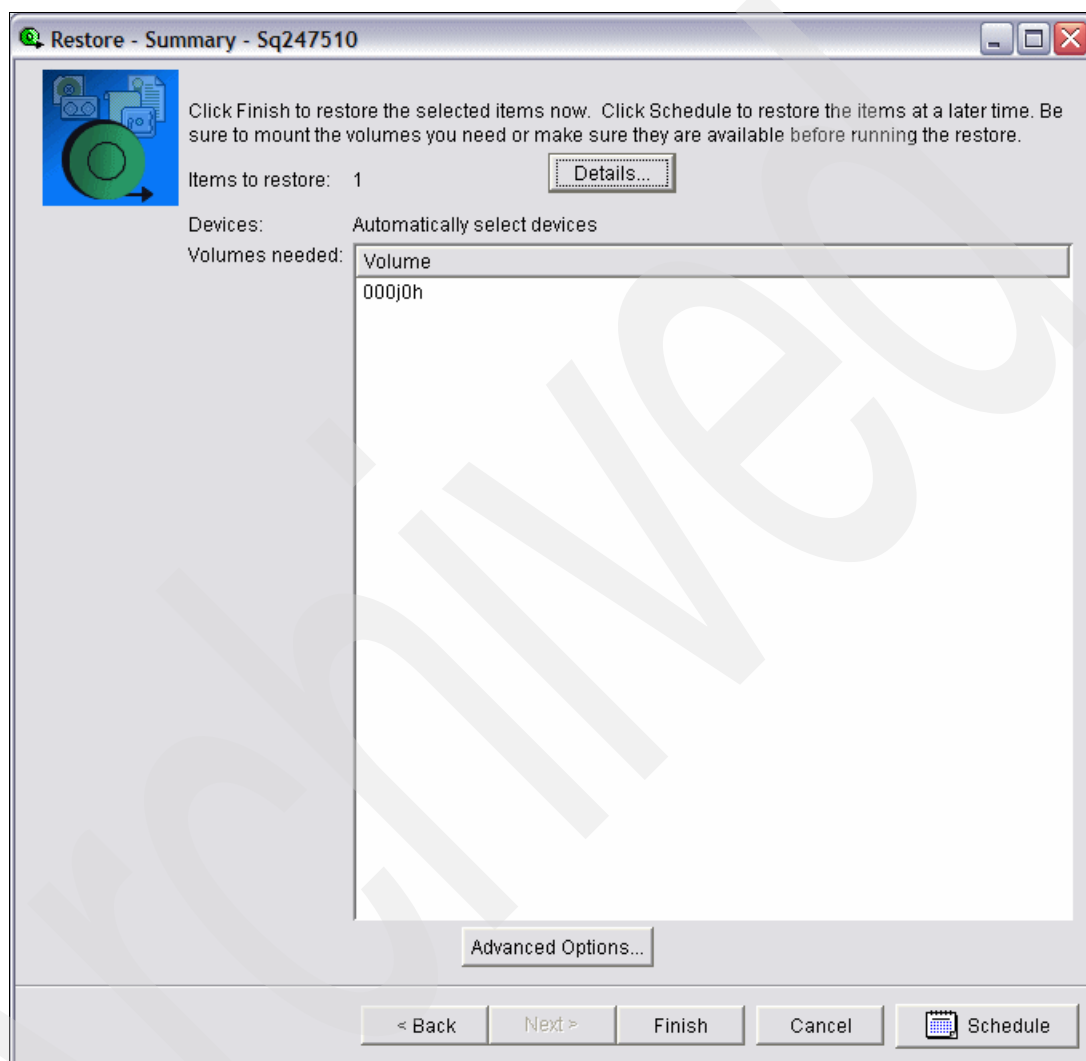 Restore - Summary - Sq247510
Click Finish to restore the selected items now. Click Schedule to restore the items at a later time. Be
sure to mount the volumes you need or make sure they are available before running the restore.
Items to restore: 1
Details...
Devices: Automatically select devices
Volumes needed:
Volume
000j0h
Advanced Options...
< Back
Next >
Finish
Cancel
Schedule
rchived